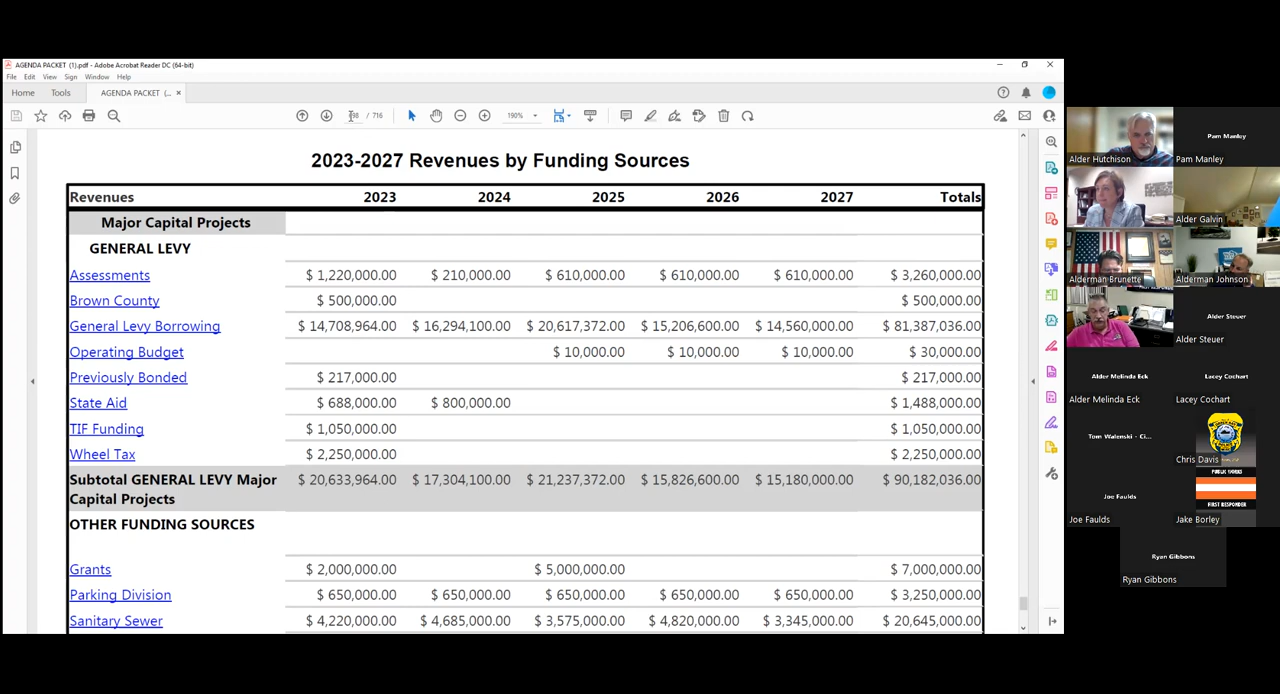 AGENDA PACKET (1).pdf - Adobe Acrobat Reader DC (64-bit)
File Edit View Sign Window Help
Home Tools AGENDA PACKET (... ×
/ 716 190%
2023-2027 Revenues by Funding Sources
Revenues 2023 2024 2025 2026 2027 Totals
Major Capital Projects
GENERAL LEVY
Assessments $ 1,220,000.00 $ 210,000.00 $ 610,000.00 $ 610,000.00 $ 610,000.00 $ 3,260,000.00
Brown County $ 500,000.00 $ 500,000.00
General Levy Borrowing $ 14,708,964.00 $ 16,294,100.00 $ 20,617,372.00 $ 15,206,600.00 $ 14,560,000.00 $ 81,387,036.00
Operating Budget $ 10,000.00 $ 10,000.00 $ 10,000.00 $ 30,000.00
Previously Bonded $ 217,000.00 $ 217,000.00
State Aid $ 688,000.00 $ 800,000.00 $ 1,488,000.00
TIF Funding $ 1,050,000.00 $ 1,050,000.00
Wheel Tax $ 2,250,000.00 $ 2,250,000.00
Subtotal GENERAL LEVY Major $ 20,633,964.00 $ 17,304,100.00 $ 21,237,372.00 $ 15,826,600.00 $ 15,180,000.00 $ 90,182,036.00
Capital Projects
OTHER FUNDING SOURCES
Grants $ 2,000,000.00 $ 5,000,000.00 $ 7,000,000.00
Parking Division $ 650,000.00 $ 650,000.00 $ 650,000.00 $ 650,000.00 $ 650,000.00 $ 3,250,000.00
Sanitary Sewer $ 4,220,000.00 $ 4,685,000.00 $ 3,575,000.00 $ 4,820,000.00 $ 3,345,000.00 $ 20,645,000.00
Pam Manley
Alder Hutchison Pam Manley
Alder Galvin
Alderman Brunette Alderman Johnson
Alder Steuer
Alder Steuer
Alder Melinda Eck Lacey Cochart
Alder Melinda Eck Lacey Cochart
Tom Walenski - Ci...
Chris Davis
PUBLIC WORKS
Joe Faulds
FIRST RESPONDER
Joe Faulds Jake Borley
Ryan Gibbons
Ryan Gibbons